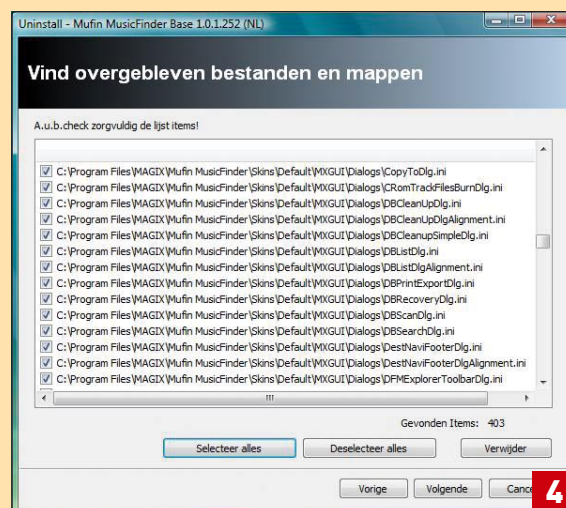 Uninstall - Mufin MusicFinder Base 1.0.1.252 (NL)
Vind overgebleven bestanden en mappen
A.u.b.check zorgvuldig de lijst items!
C:\Program Files\MAGIX\Mufin MusicFinder\Skins\Default\MXGUI\Dialogs\CopyToDlg.ini
C:\Program Files\MAGIX\Mufin MusicFinder\Skins\Default\MXGUI\Dialogs\CRomTrackFilesBurnDlg.ini
C:\Program Files\MAGIX\Mufin MusicFinder\Skins\Default\MXGUI\Dialogs\DBCleanUpDlg.ini
C:\Program Files\MAGIX\Mufin MusicFinder\Skins\Default\MXGUI\Dialogs\DBCleanUpDlgAlignment.ini
C:\Program Files\MAGIX\Mufin MusicFinder\Skins\Default\MXGUI\Dialogs\DBCleanupSimpleDlg.ini
C:\Program Files\MAGIX\Mufin MusicFinder\Skins\Default\MXGUI\Dialogs\DBListDlg.ini
C:\Program Files\MAGIX\Mufin MusicFinder\Skins\Default\MXGUI\Dialogs\DBListDlgAlignment.ini
C:\Program Files\MAGIX\Mufin MusicFinder\Skins\Default\MXGUI\Dialogs\DBPrintExportDlg.ini
C:\Program Files\MAGIX\Mufin MusicFinder\Skins\Default\MXGUI\Dialogs\DBRecoveryDlg.ini
C:\Program Files\MAGIX\Mufin MusicFinder\Skins\Default\MXGUI\Dialogs\DBScanDlg.ini
C:\Program Files\MAGIX\Mufin MusicFinder\Skins\Default\MXGUI\Dialogs\DBSearchDlg.ini
C:\Program Files\MAGIX\Mufin MusicFinder\Skins\Default\MXGUI\Dialogs\DestNaviFooterDlg.ini
C:\Program Files\MAGIX\Mufin MusicFinder\Skins\Default\MXGUI\Dialogs\DestNaviFooterDlgAlignment.ini
C:\Program Files\MAGIX\Mufin MusicFinder\Skins\Default\MXGUI\Dialogs\DFMExplorerToolbarDlg.ini
Gevonden Items: 403
Selecteer alles Deselecteer alles Verwijder
Vorige Volgende Cance
4